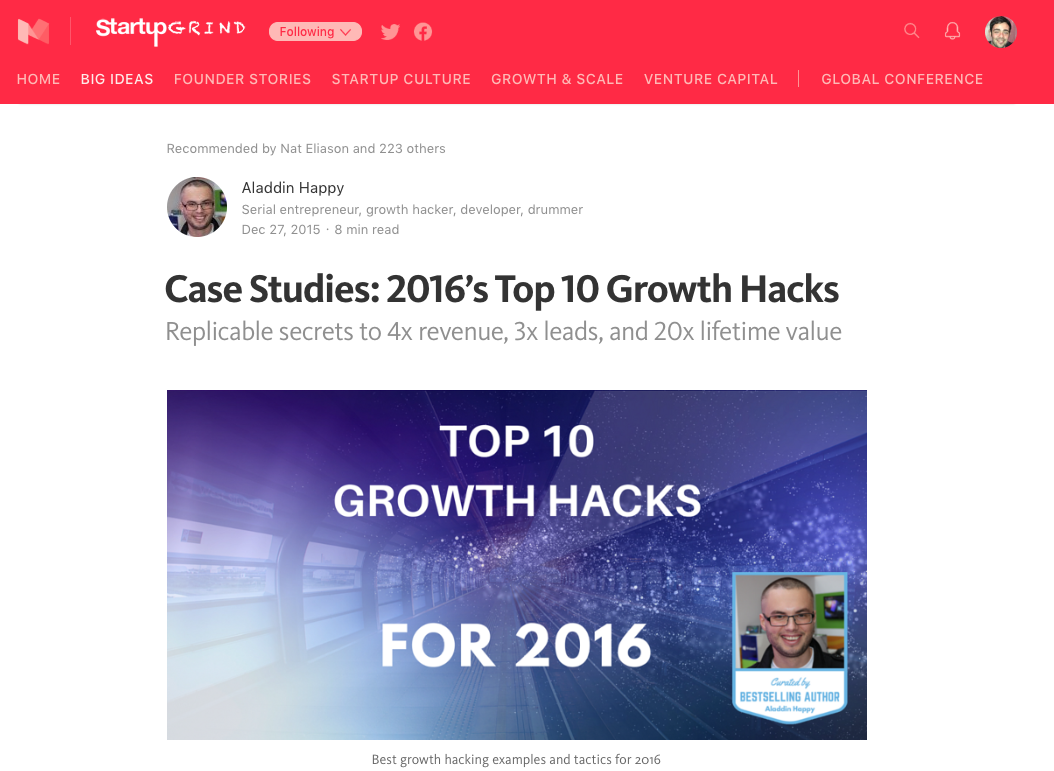 StartupGRIND
Following
HOME BIG IDEAS FOUNDER STORIES STARTUP CULTURE GROWTH & SCALE VENTURE CAPITAL GLOBAL CONFERENCE
Recommended by Nat Eliason and 223 others
Aladdin Happy
Serial entrepreneur, growth hacker, developer, drummer
Dec 27, 2015 · 8 min read
Case Studies: 2016’s Top 10 Growth Hacks
Replicable secrets to 4x revenue, 3x leads, and 20x lifetime value
TOP 10
GROWTH HACKS
FOR 2016
Curated by
BESTSELLING AUTHOR
Aladdin Happy
Best growth hacking examples and tactics for 2016